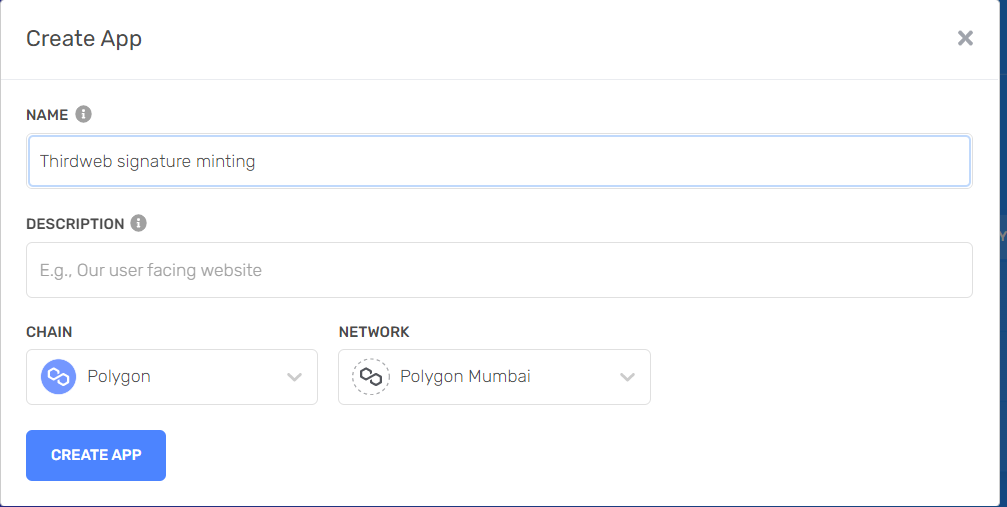 Create App
NAME
Thirdweb signature minting
DESCRIPTION
E.g., Our user facing website
CHAIN
NETWORK
Polygon
Polygon Mumbai
CREATE APP